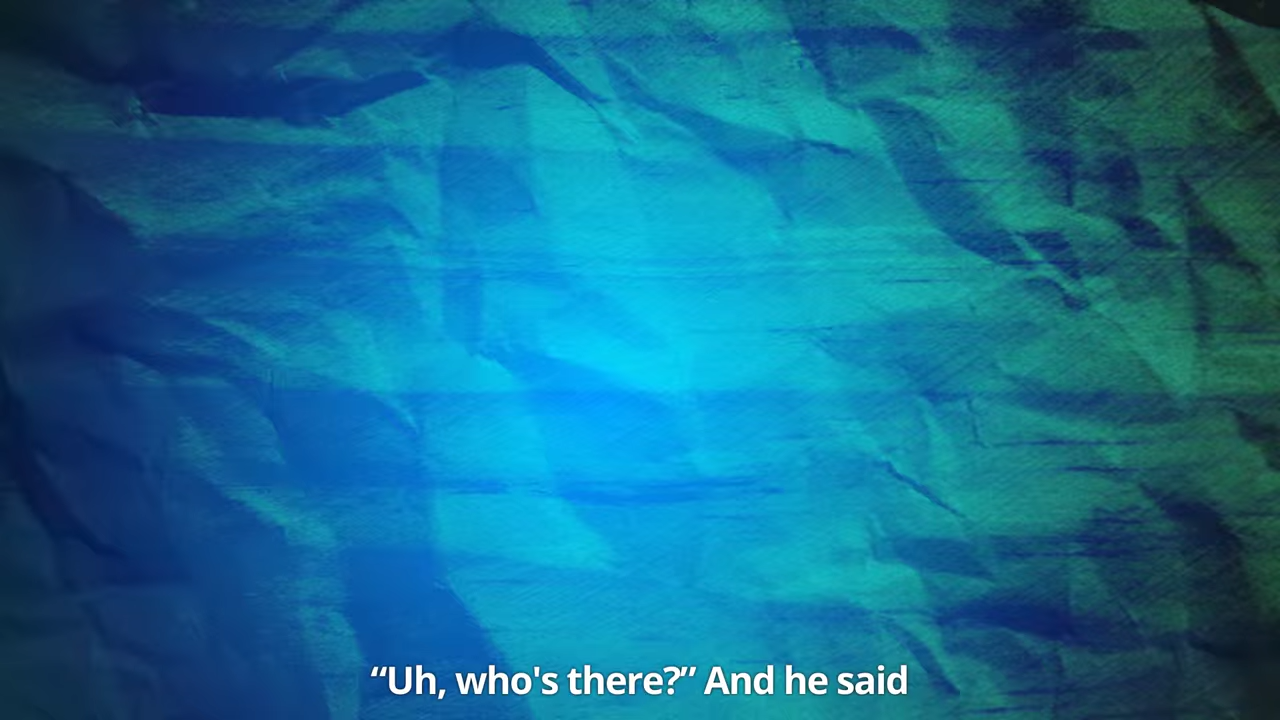 “Uh, who's there?” And he said